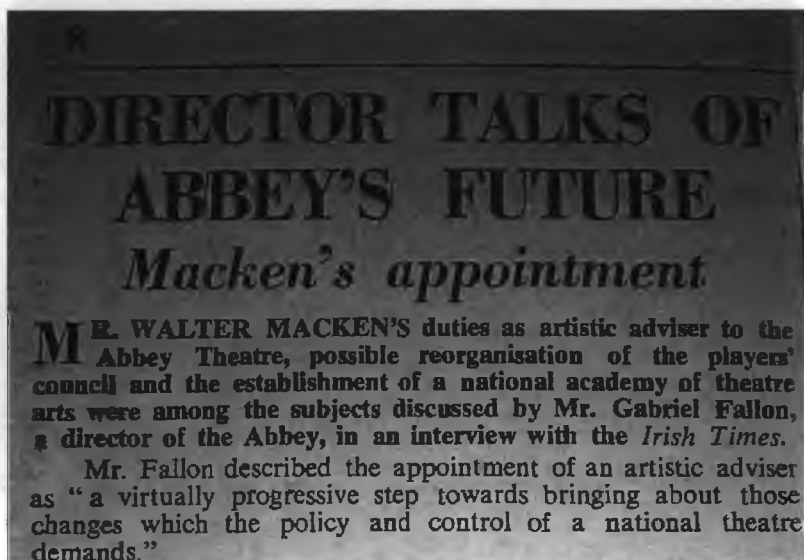 8
DIRECTOR TALKS OF
ABBEY'S FUTURE
Macken's appointment
MR. WALTER MACKEN'S duties as artistic adviser to the
Abbey Theatre, possible reorganisation of the players'
council and the establishment of a national academy of theatre
arts were among the subjects discussed by Mr. Gabriel Fallon,
a director of the Abbey, in an interview with the Irish Times.
Mr. Fallon described the appointment of an artistic adviser
as "a virtually progressive step towards bringing about those
changes which the policy and control of a national theatre
demands."